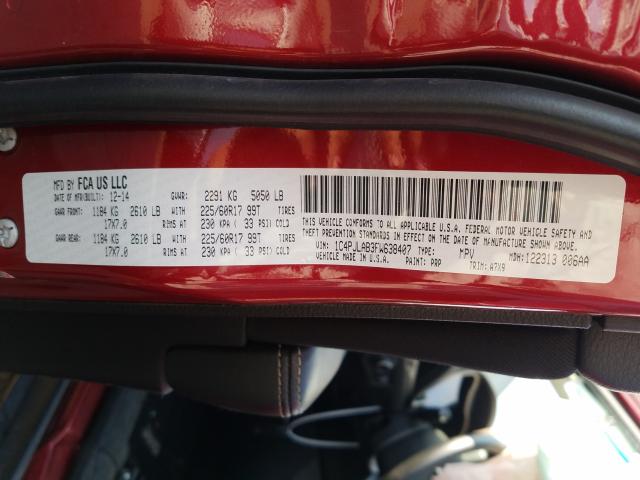 MFD BY FCA US LLC
DATE OF MFR(BUILT): 12-14 GVWR: 2291 KG 5050 LB
GAWR FRONT: 1184 KG 2610 LB WITH 225/60R17 99T TIRES
17X7.0 RIMS AT 230 KPA ( 33 PSI) COLD
GAWR REAR: 1184 KG 2610 LB WITH 225/60R17 99T TIRES
17X7.0 RIMS AT 230 KPA ( 33 PSI) COLD
THIS VEHICLE CONFORMS TO ALL APPLICABLE U.S.A. FEDERAL MOTOR VEHICLE SAFETY AND
THEFT PREVENTION STANDARDS IN EFFECT ON THE DATE OF MANUFACTURE SHOWN ABOVE.
VIN: 1C4PJLAB3FW638407 TYPE: MPV MDH: 122313 006AA
VEHICLE MADE IN U.S.A. PAINT: PRP TRIM: A7X9